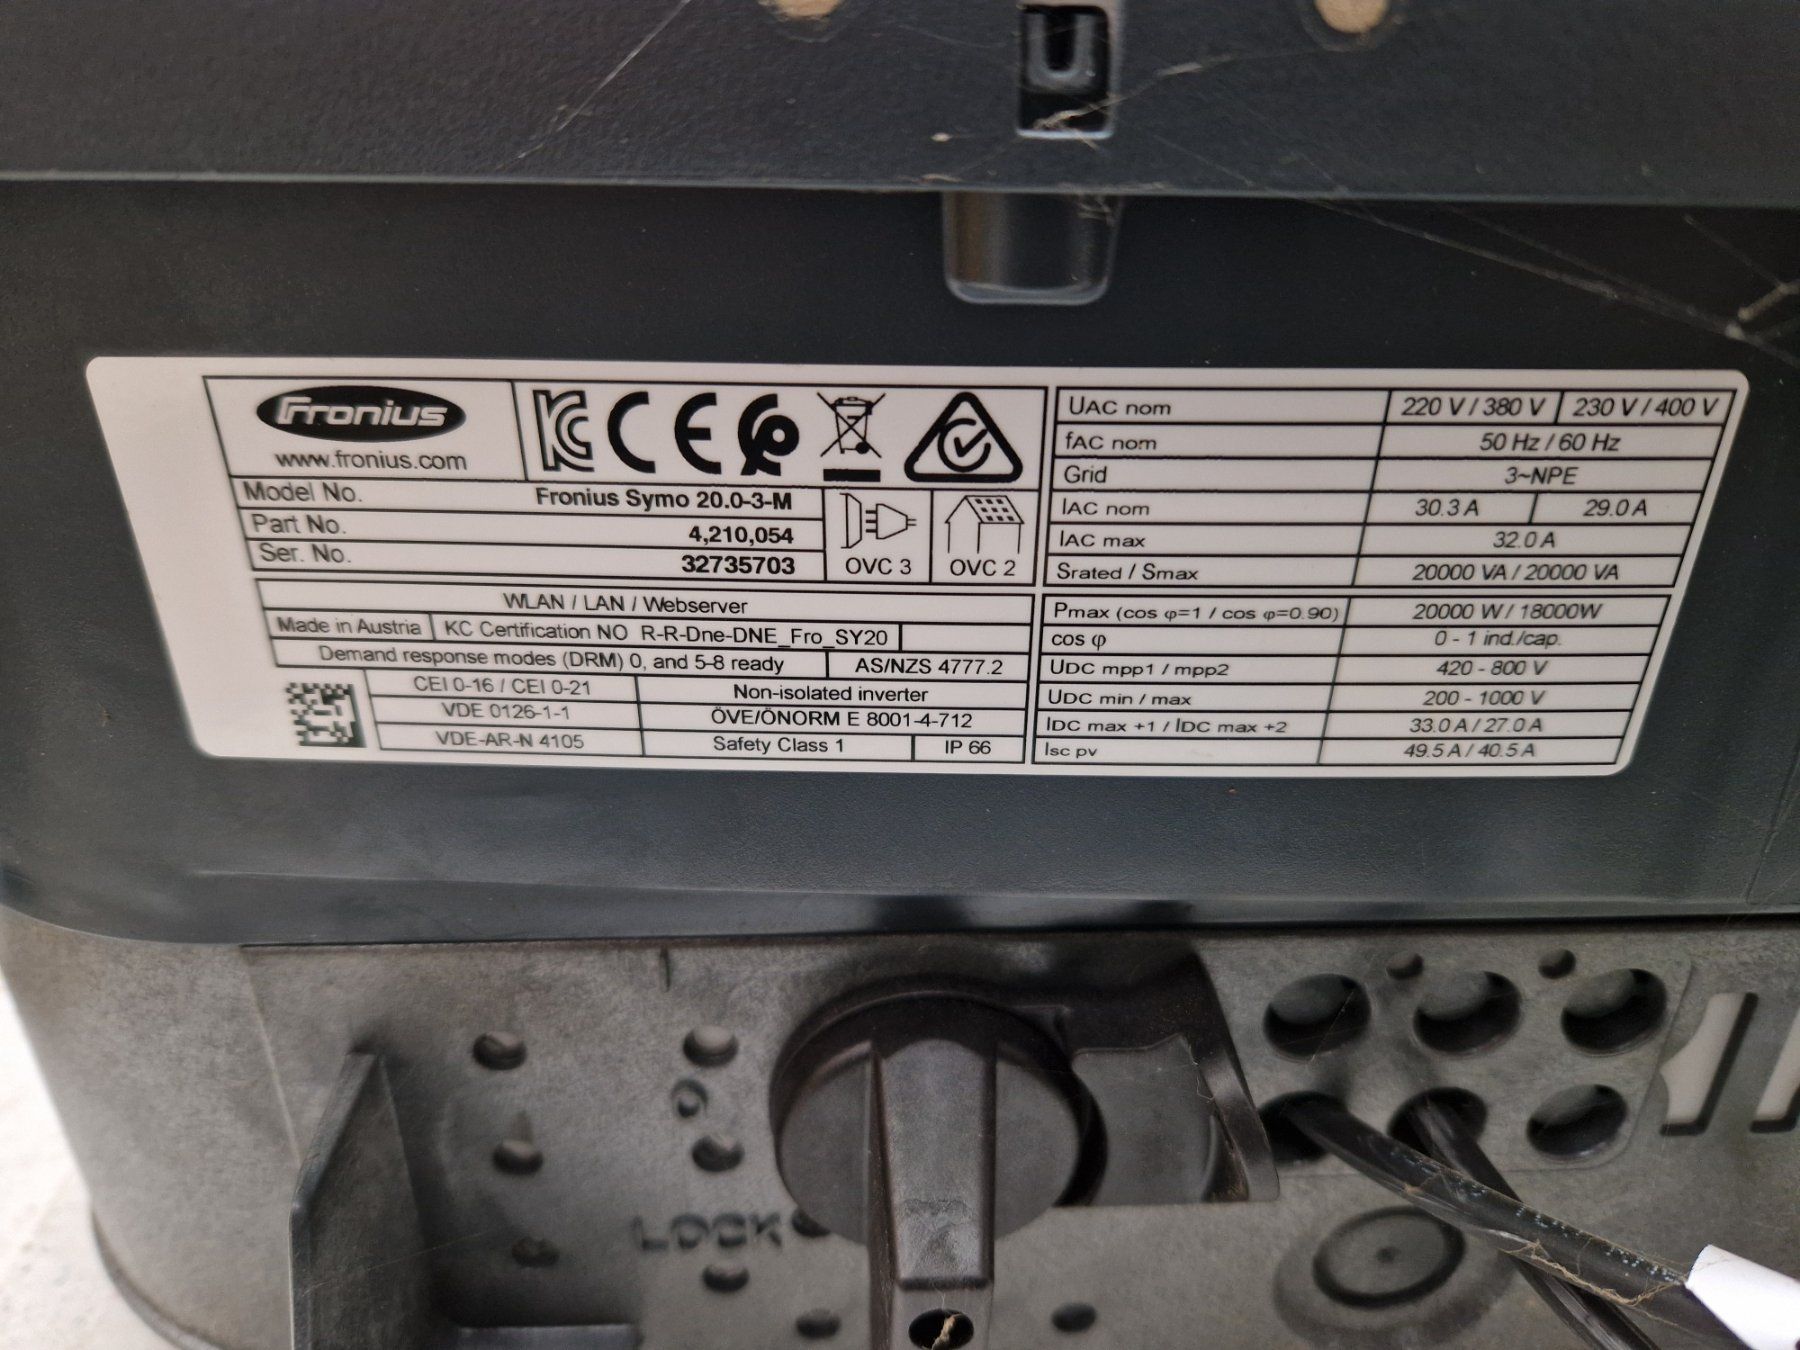 Fronius
www.fronius.com
KC CE
Model No. Fronius Symo 20.0-3-M
Part No. 4,210,054
Ser. No. 32735703
OVC 3 OVC 2
WLAN / LAN / Webserver
Made in Austria KC Certification NO R-R-Dne-DNE_Fro_SY20
Demand response modes (DRM) 0, and 5-8 ready AS/NZS 4777.2
CEI 0-16 / CEI 0-21 Non-isolated inverter
VDE 0126-1-1 ÖVE/ÖNORM E 8001-4-712
VDE-AR-N 4105 Safety Class 1 IP 66
UAC nom 220 V / 380 V 230 V / 400 V
fAC nom 50 Hz / 60 Hz
Grid 3~NPE
IAC nom 30.3 A 29.0 A
IAC max 32.0 A
Srated / Smax 20000 VA / 20000 VA
Pmax (cos φ=1 / cos φ=0.90) 20000 W / 18000W
cos φ 0 - 1 ind./cap.
UDC mpp1 / mpp2 420 - 800 V
UDC min / max 200 - 1000 V
IDC max +1 / IDC max +2 33.0 A / 27.0 A
Isc pv 49.5 A / 40.5 A
LOCK